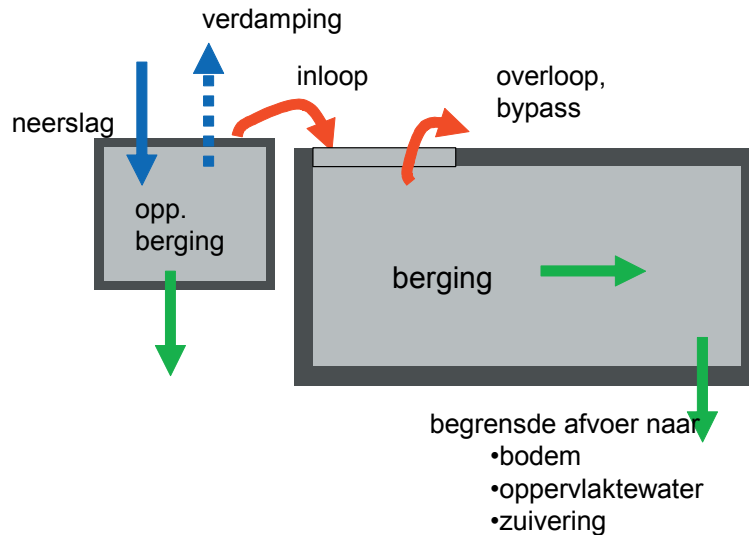 verdamping
inloop
overloop,
bypass
neerslag
opp.
berging
berging
begrensde afvoer naar
•bodem
•oppervlaktewater
•zuivering